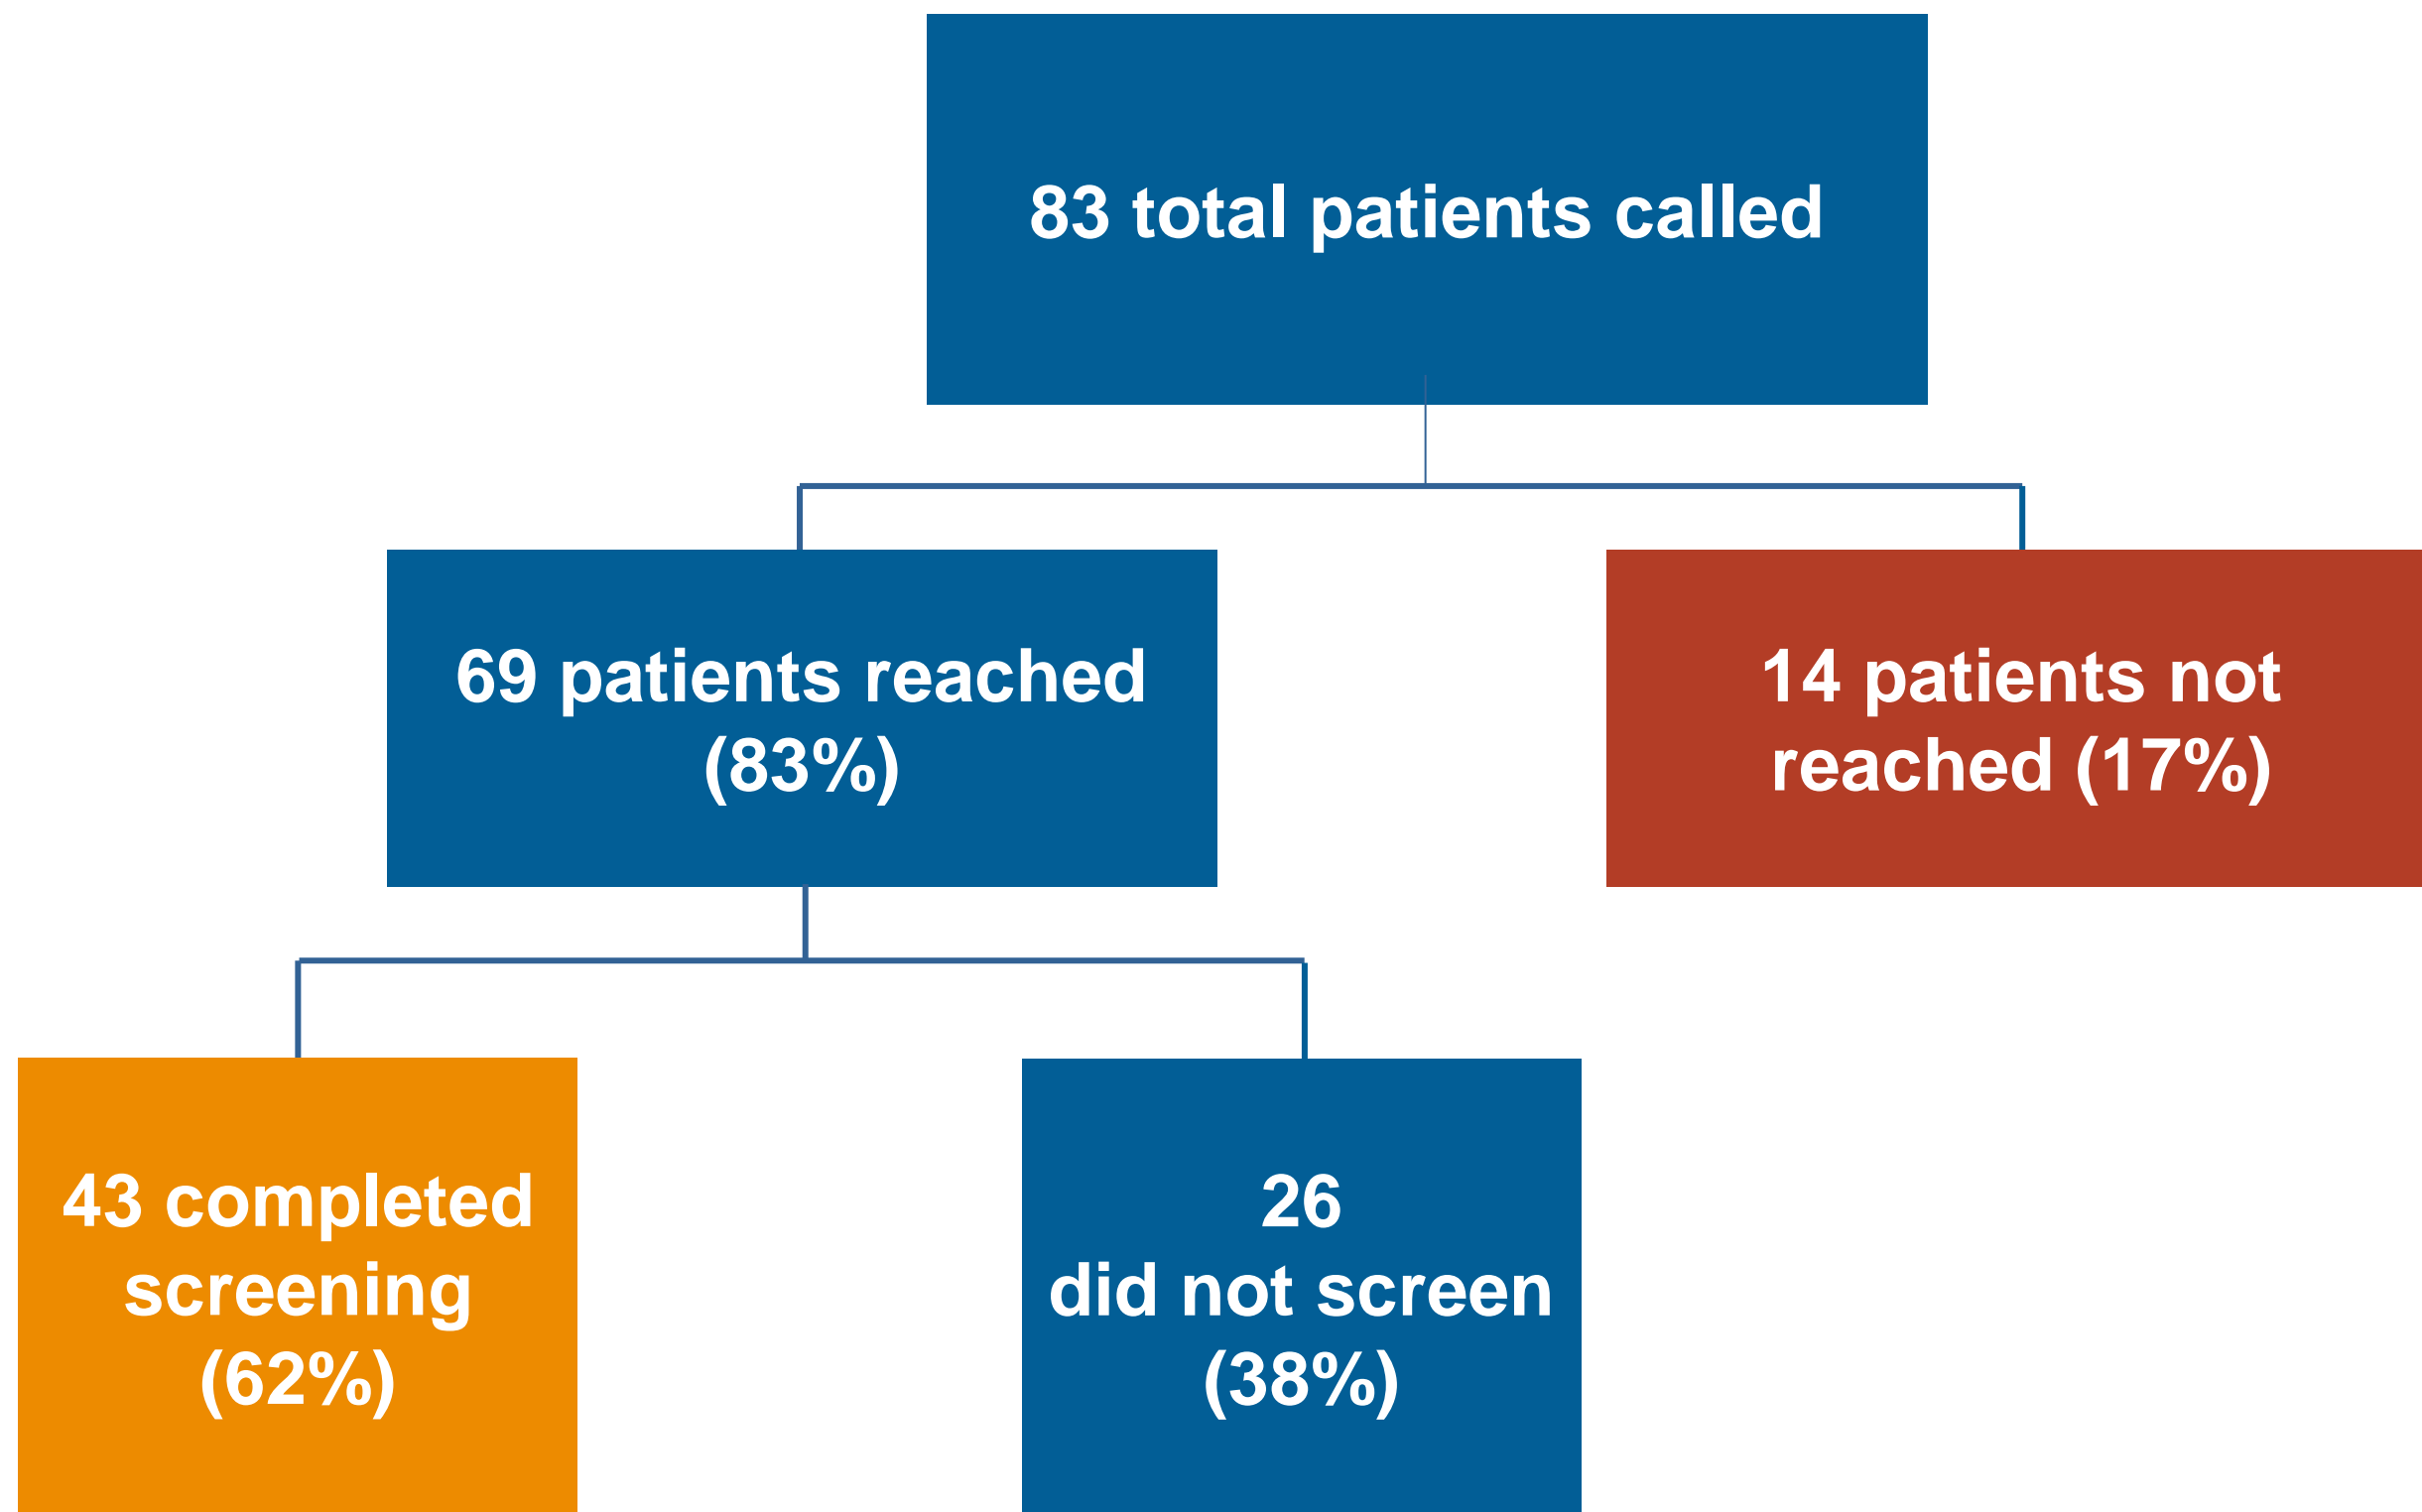 83 total patients called
69 patients reached
(83%)
14 patients not
reached (17%)
43 completed
screening
(62%)
26
did not screen
(38%)